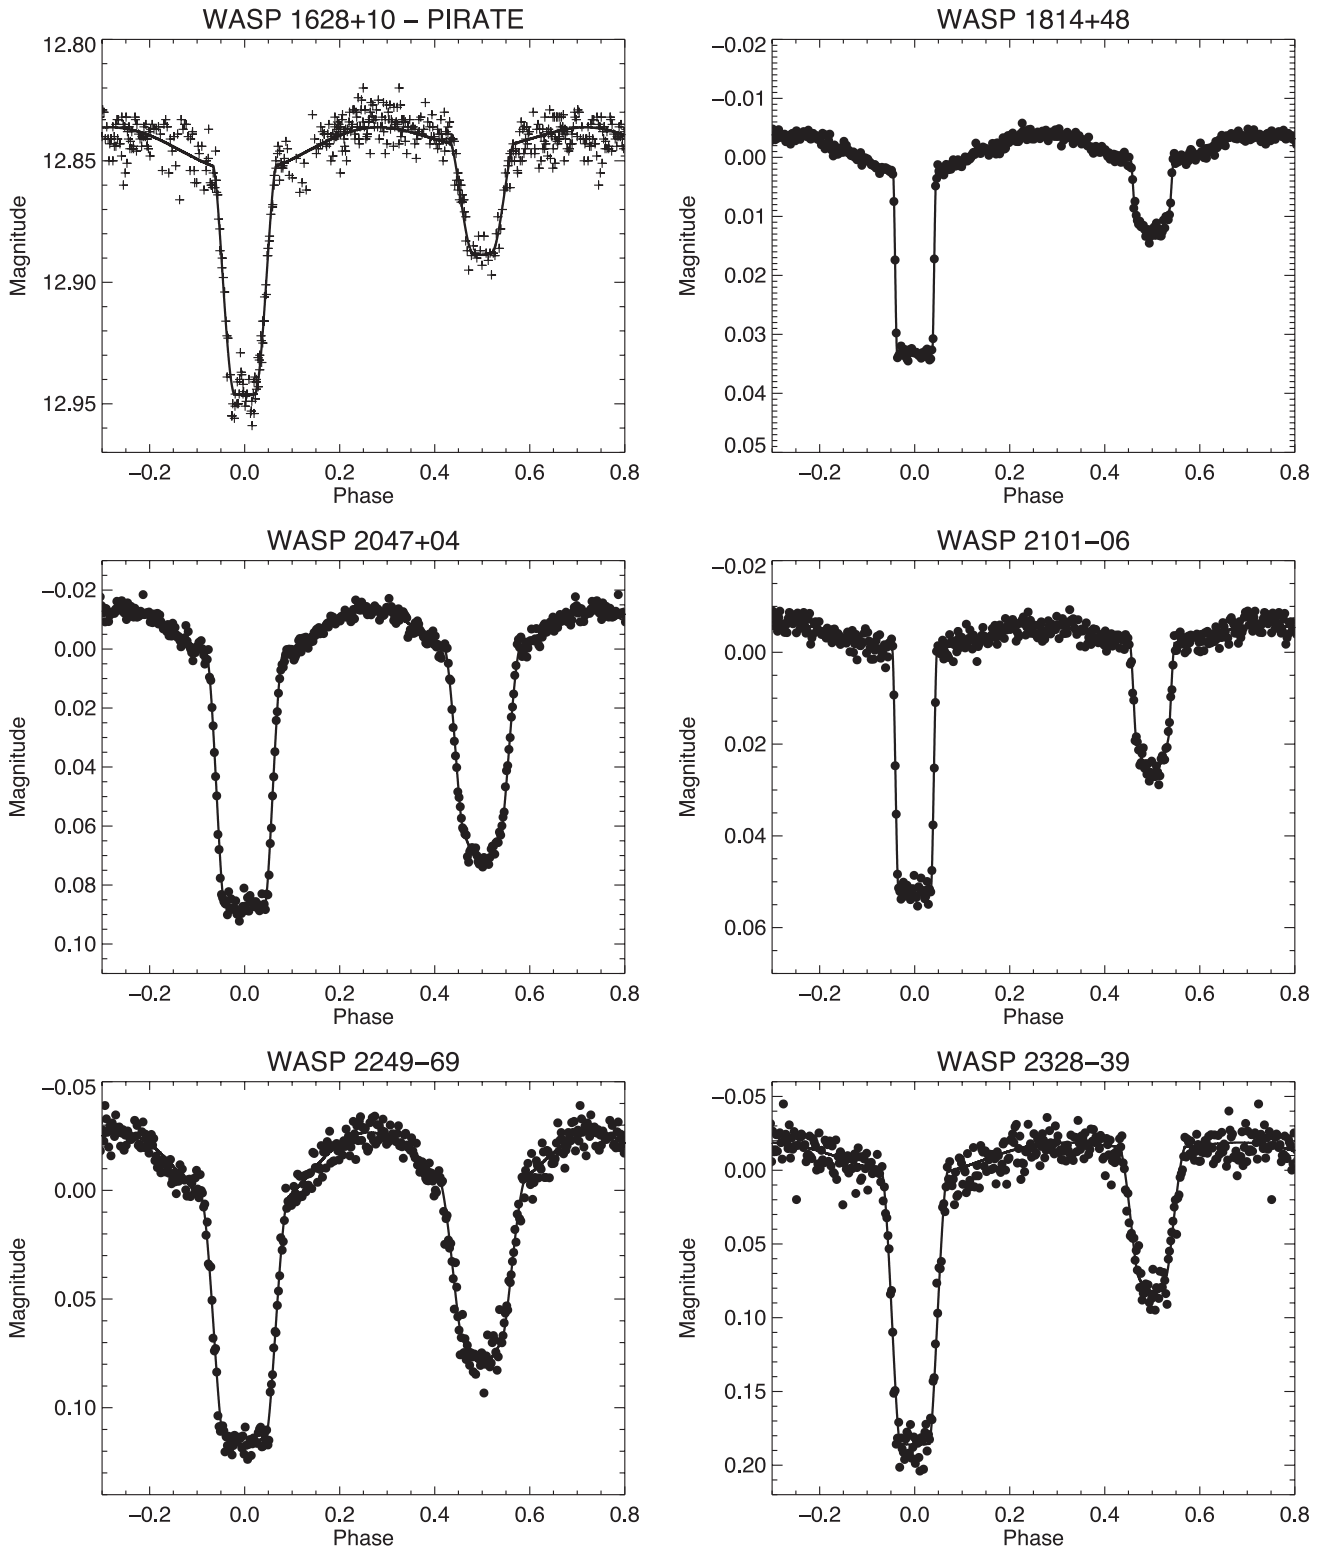 WASP 1628+10 – PIRATE
12.80
12.85
12.90
12.95
Magnitude
−0.2 0.0 0.2 0.4 0.6 0.8
Phase
WASP 1814+48
−0.02
−0.01
0.00
0.01
0.02
0.03
0.04
0.05
Magnitude
−0.2 0.0 0.2 0.4 0.6 0.8
Phase
WASP 2047+04
−0.02
0.00
0.02
0.04
0.06
0.08
0.10
Magnitude
−0.2 0.0 0.2 0.4 0.6 0.8
Phase
WASP 2101−06
−0.02
0.00
0.02
0.04
0.06
Magnitude
−0.2 0.0 0.2 0.4 0.6 0.8
Phase
WASP 2249−69
−0.05
0.00
0.05
0.10
Magnitude
−0.2 0.0 0.2 0.4 0.6 0.8
Phase
WASP 2328−39
−0.05
0.00
0.05
0.10
0.15
0.20
Magnitude
−0.2 0.0 0.2 0.4 0.6 0.8
Phase